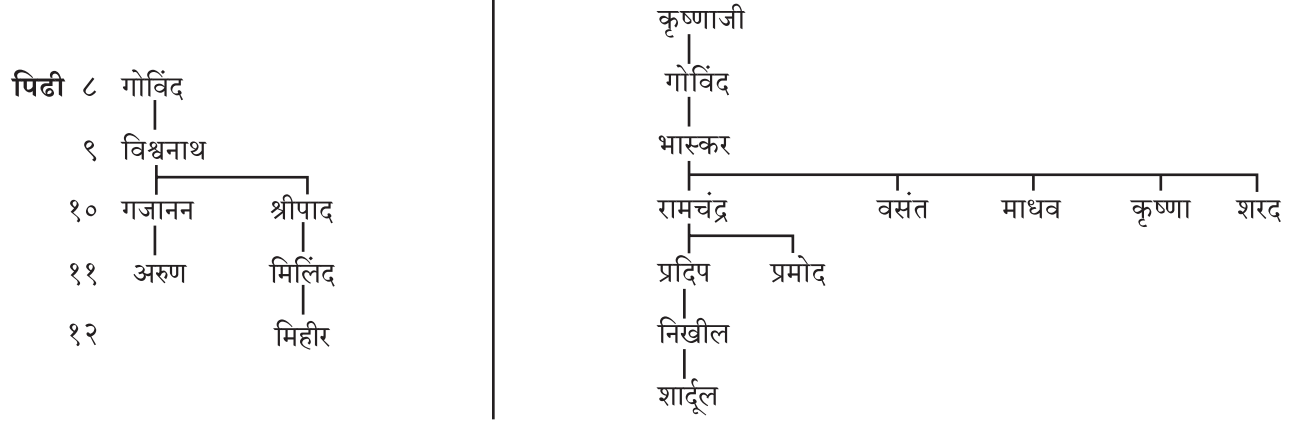 पिढी ८ गोविंद
९ विश्वनाथ
१० गजानन श्रीपाद
११ अरुण मिलिंद
१२ मिहीर
कृष्णाजी
गोविंद
भास्कर
रामचंद्र वसंत माधव कृष्णा शरद
प्रदिप प्रमोद
निखील
शार्दूल